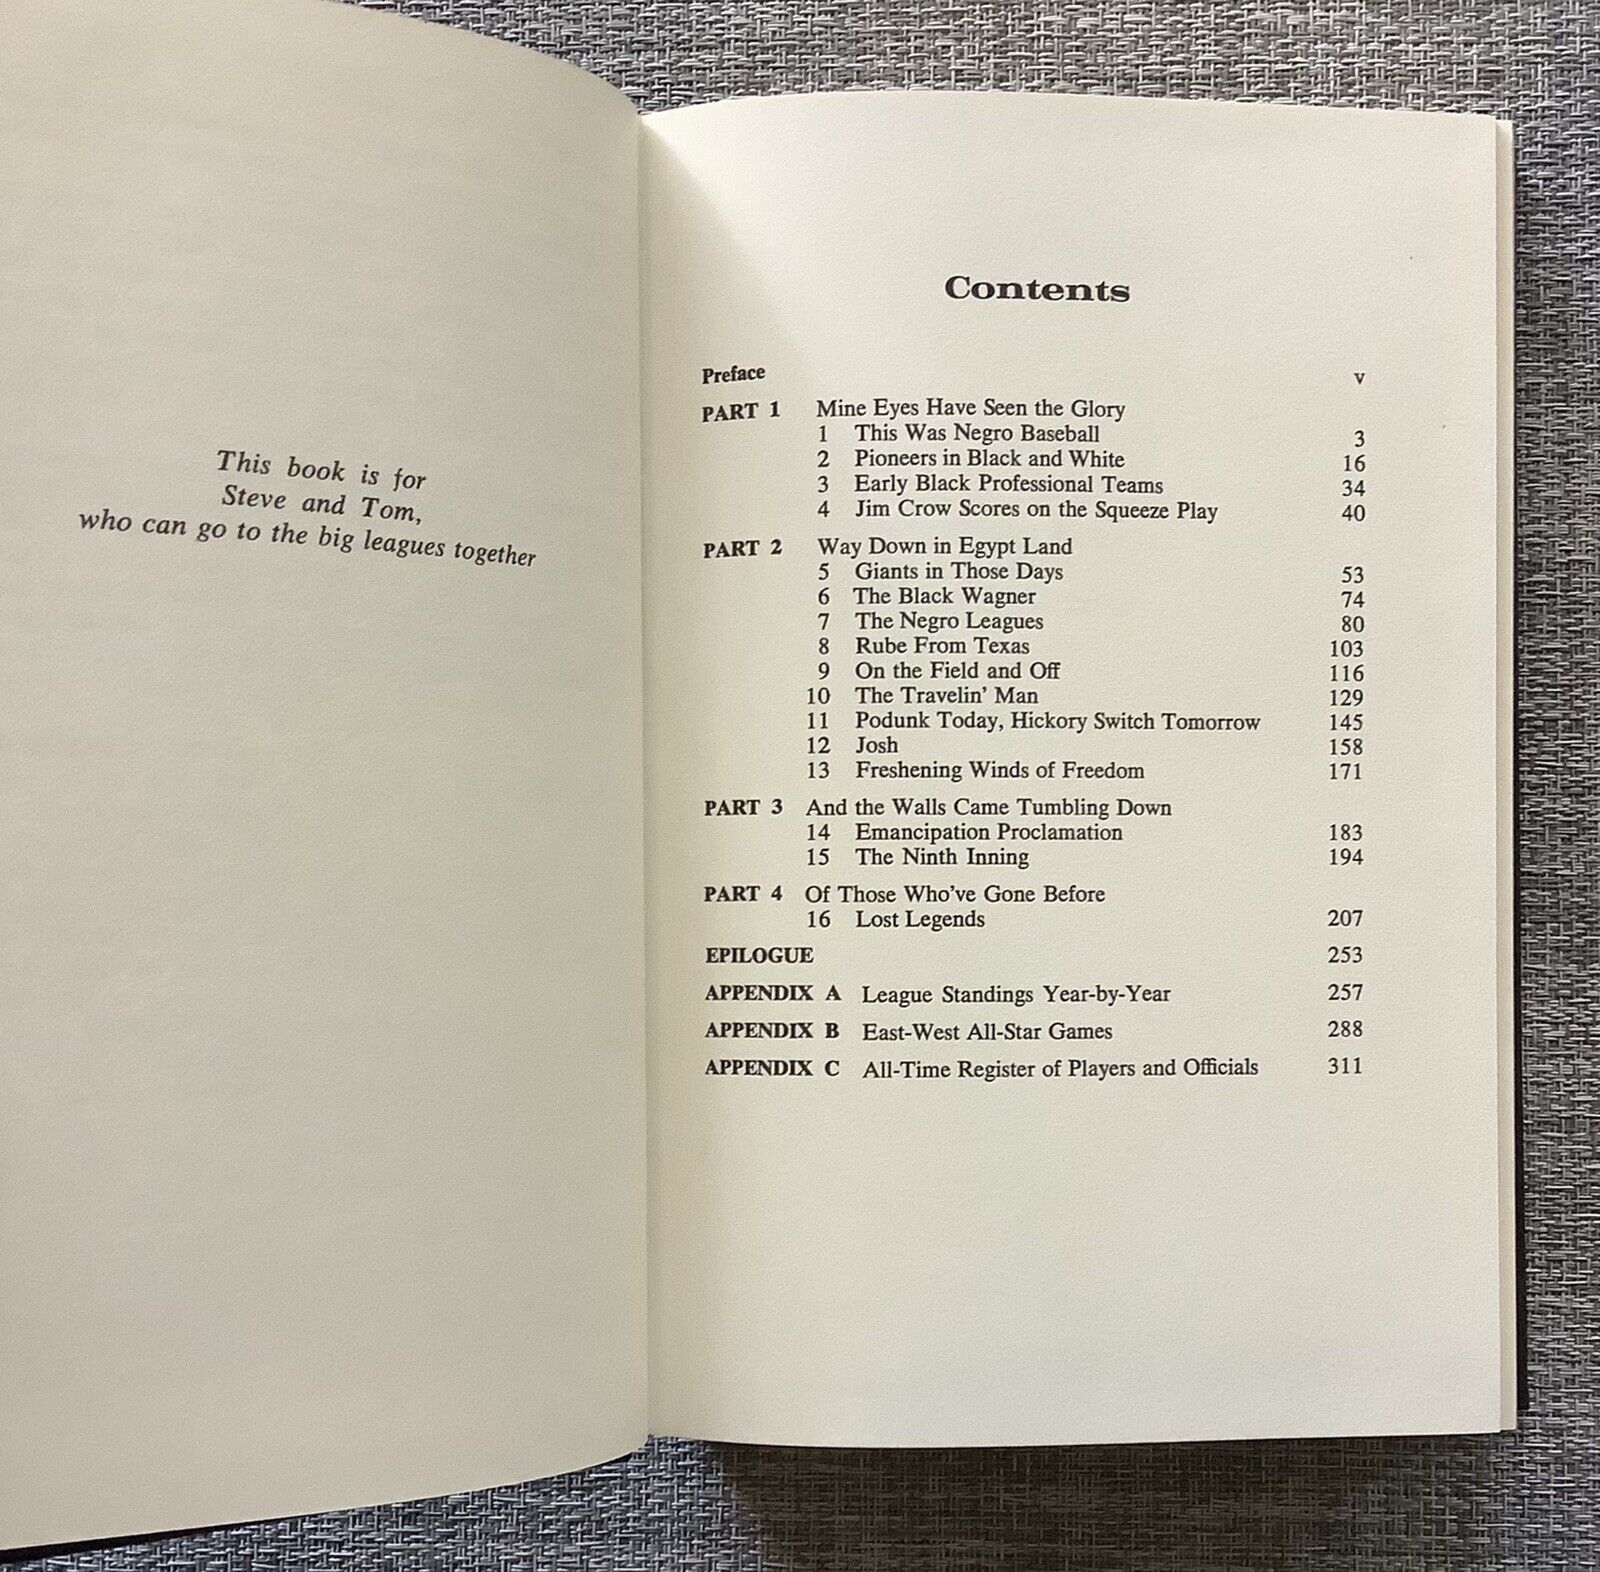 This book is for
Steve and Tom,
who can go to the big leagues together
Contents
Preface v
PART 1 Mine Eyes Have Seen the Glory
1 This Was Negro Baseball 3
2 Pioneers in Black and White 16
3 Early Black Professional Teams 34
4 Jim Crow Scores on the Squeeze Play 40
PART 2 Way Down in Egypt Land
5 Giants in Those Days 53
6 The Black Wagner 74
7 The Negro Leagues 80
8 Rube From Texas 103
9 On the Field and Off 116
10 The Travelin' Man 129
11 Podunk Today, Hickory Switch Tomorrow 145
12 Josh 158
13 Freshening Winds of Freedom 171
PART 3 And the Walls Came Tumbling Down
14 Emancipation Proclamation 183
15 The Ninth Inning 194
PART 4 Of Those Who've Gone Before
16 Lost Legends 207
EPILOGUE 253
APPENDIX A League Standings Year-by-Year 257
APPENDIX B East-West All-Star Games 288
APPENDIX C All-Time Register of Players and Officials 311